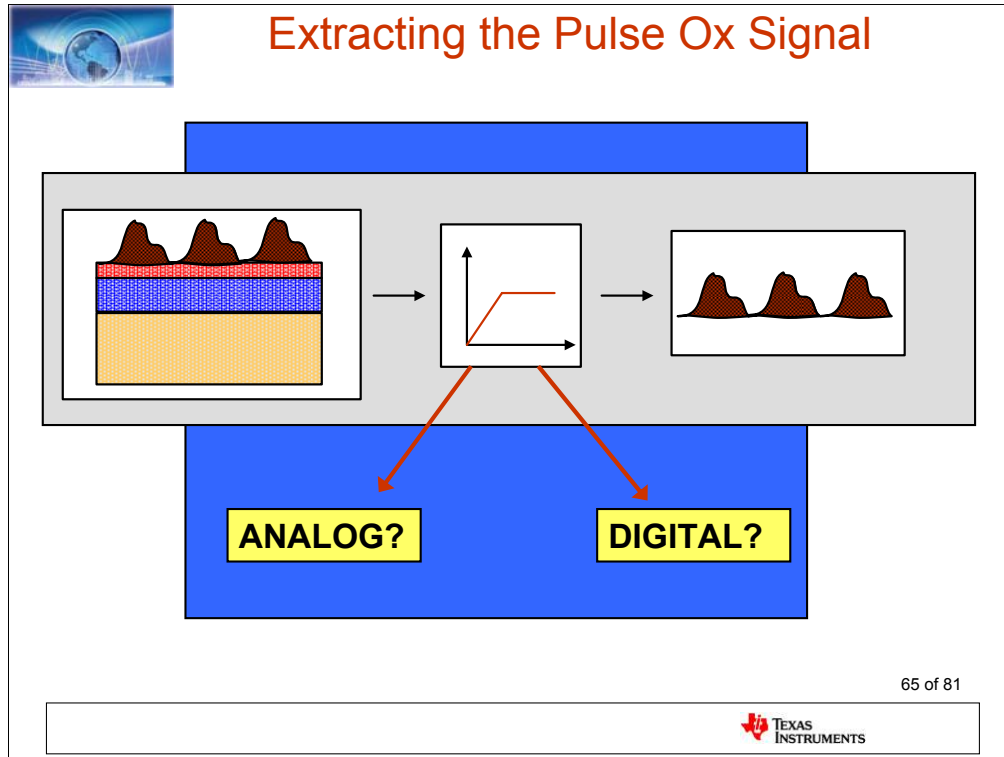 Extracting the Pulse Ox Signal
ANALOG?
DIGITAL?
65 of 81
TEXAS
INSTRUMENTS